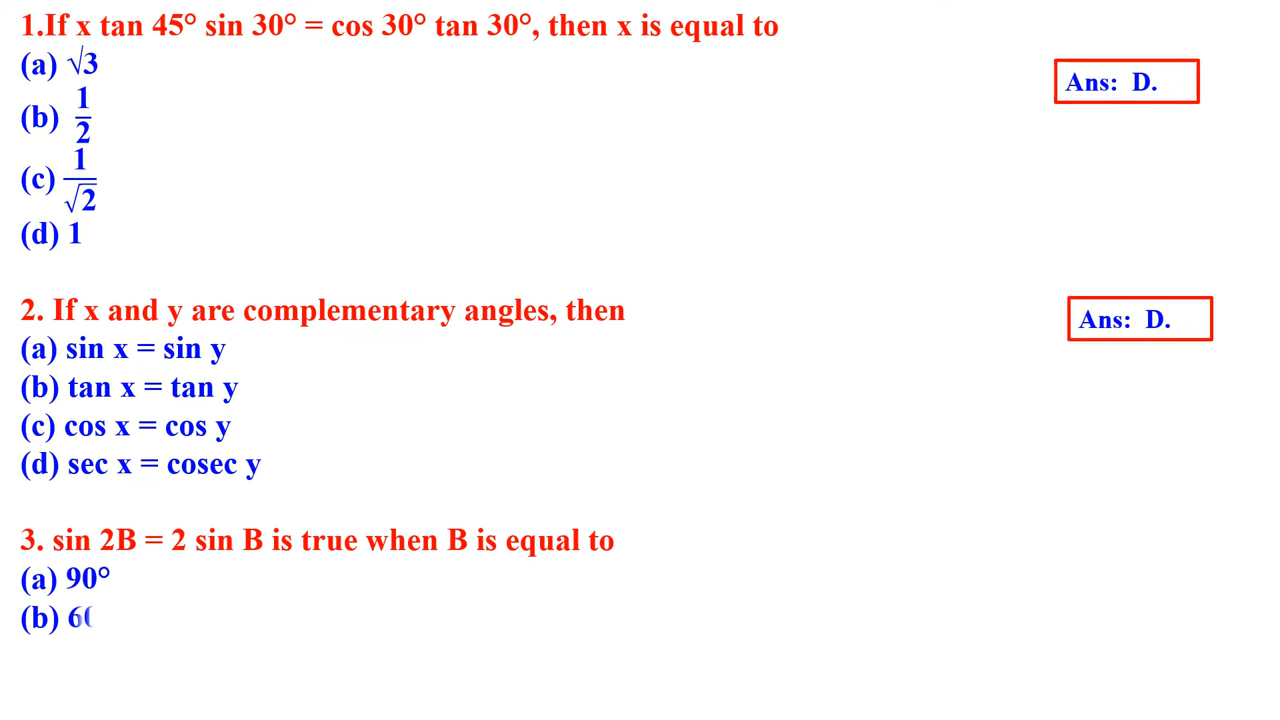 1.If x tan 45° sin 30° = cos 30° tan 30°, then x is equal to
(a) √3
Ans: D.
(b) 1/2
(c) 1/√2
(d) 1
2. If x and y are complementary angles, then
Ans: D.
(a) sin x = sin y
(b) tan x = tan y
(c) cos x = cos y
(d) sec x = cosec y
3. sin 2B = 2 sin B is true when B is equal to
(a) 90°
(b)